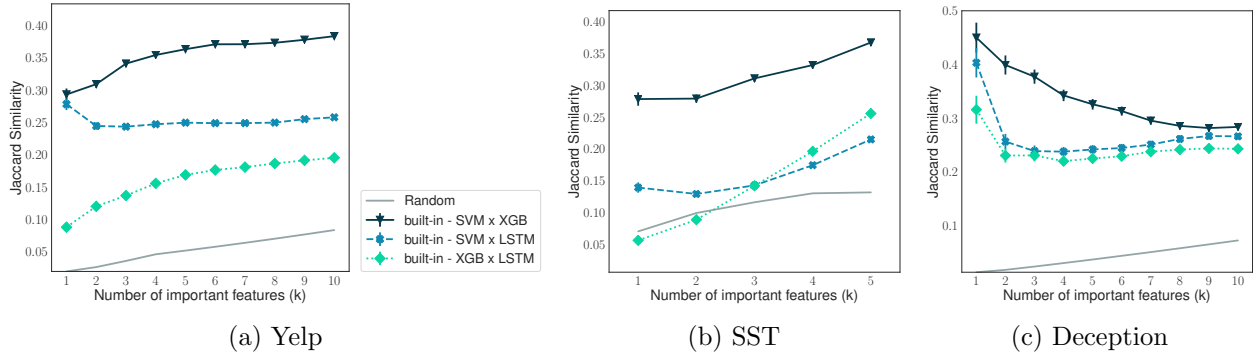 0.40
0.35
0.30
0.25
0.20
0.15
0.10
0.05
Jaccard Similarity
1 2 3 4 5 6 7 8 9 10
Number of important features (k)
(a) Yelp
Random
built-in - SVM x XGB
built-in - SVM x LSTM
built-in - XGB x LSTM
0.40
0.35
0.30
0.25
0.20
0.15
0.10
0.05
Jaccard Similarity
1 2 3 4 5
Number of important features (k)
(b) SST
0.5
0.4
0.3
0.2
0.1
Jaccard Similarity
1 2 3 4 5 6 7 8 9 10
Number of important features (k)
(c) Deception